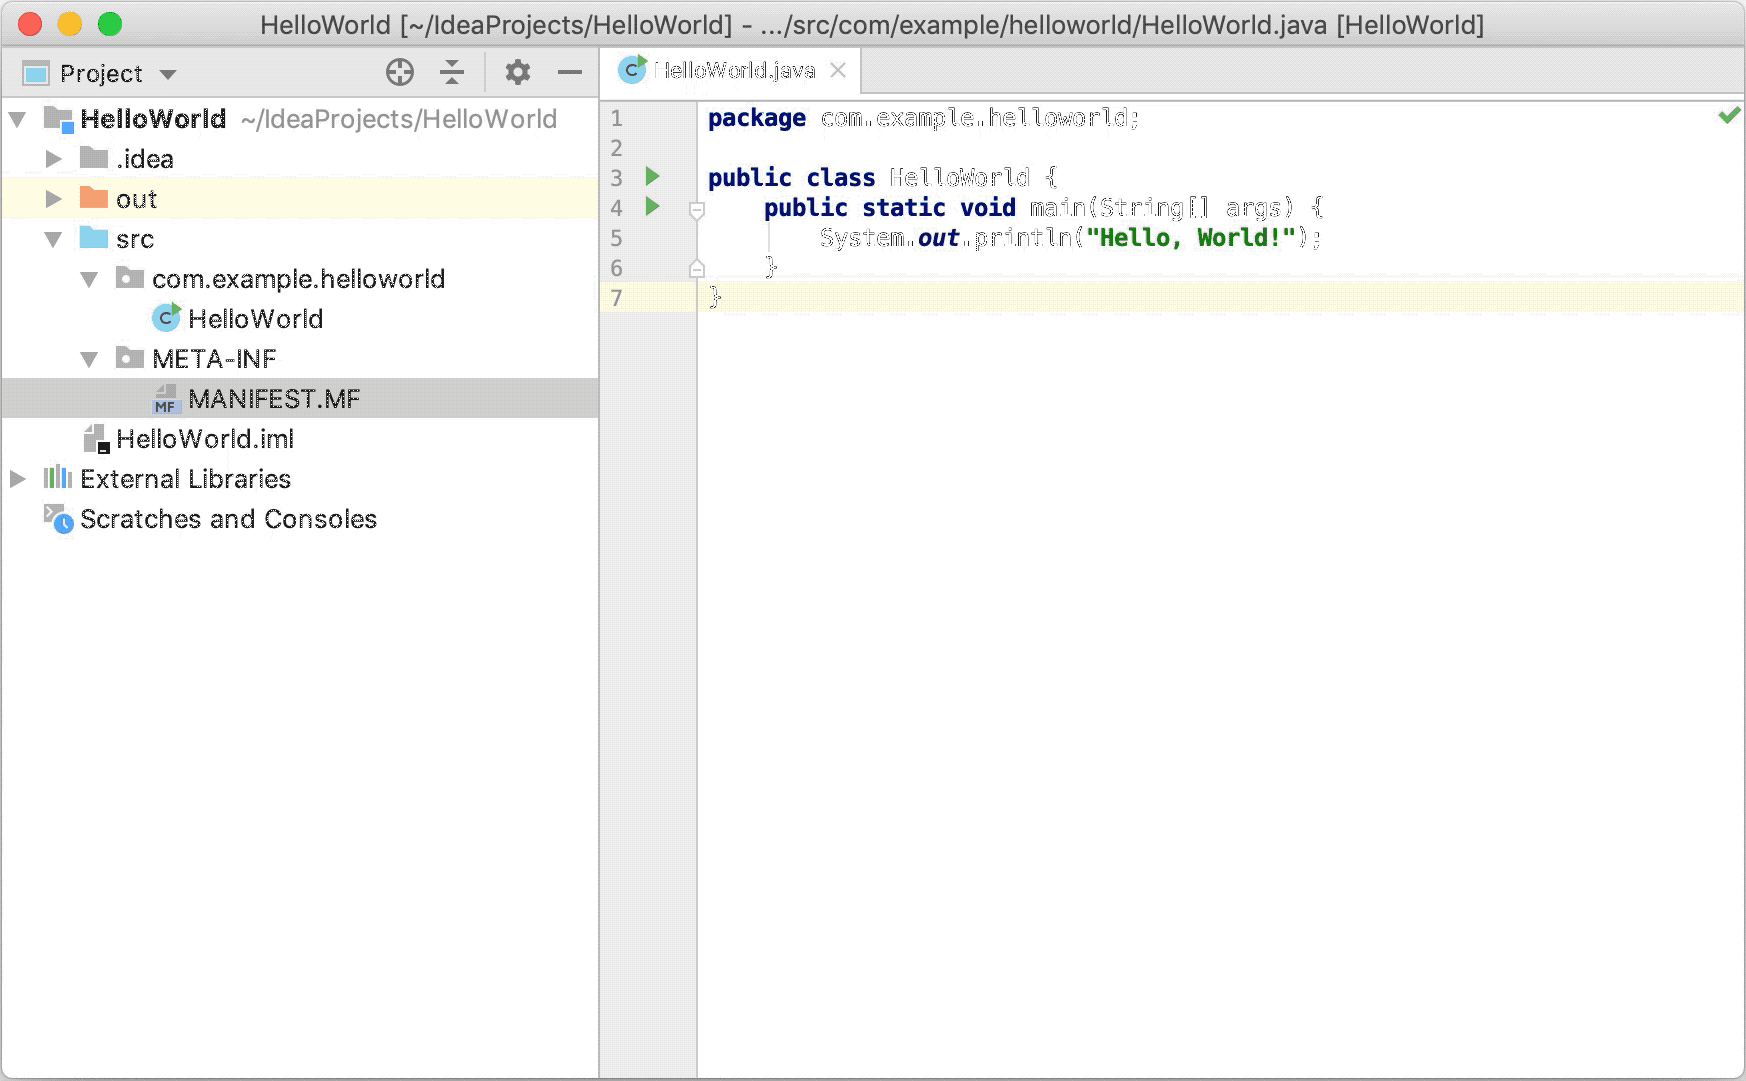 HelloWorld [~/IdeaProjects/HelloWorld] - .../src/com/example/helloworld/HelloWorld.java [HelloWorld]
Project
HelloWorld ~/IdeaProjects/HelloWorld
.idea
out
src
com.example.helloworld
C HelloWorld
META-INF
MF MANIFEST.MF
HelloWorld.iml
External Libraries
Scratches and Consoles
C HelloWorld.java
1 package com.example.helloworld;
2
3 public class HelloWorld {
4     public static void main(String[] args) {
5         System.out.println("Hello, World!");
6     }
7 }